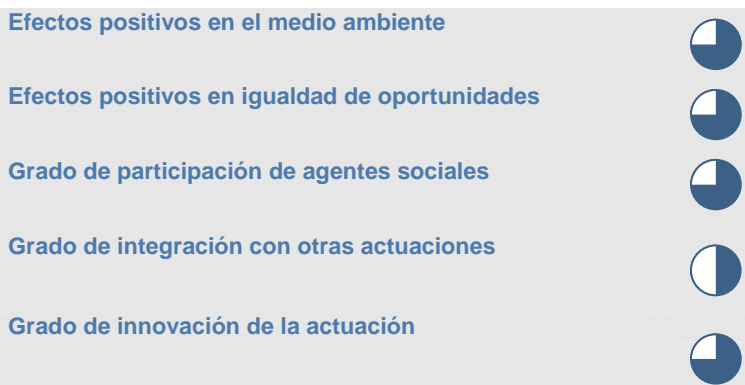 Efectos positivos en el medio ambiente
Efectos positivos en igualdad de oportunidades
Grado de participación de agentes sociales
Grado de integración con otras actuaciones
Grado de innovación de la actuación